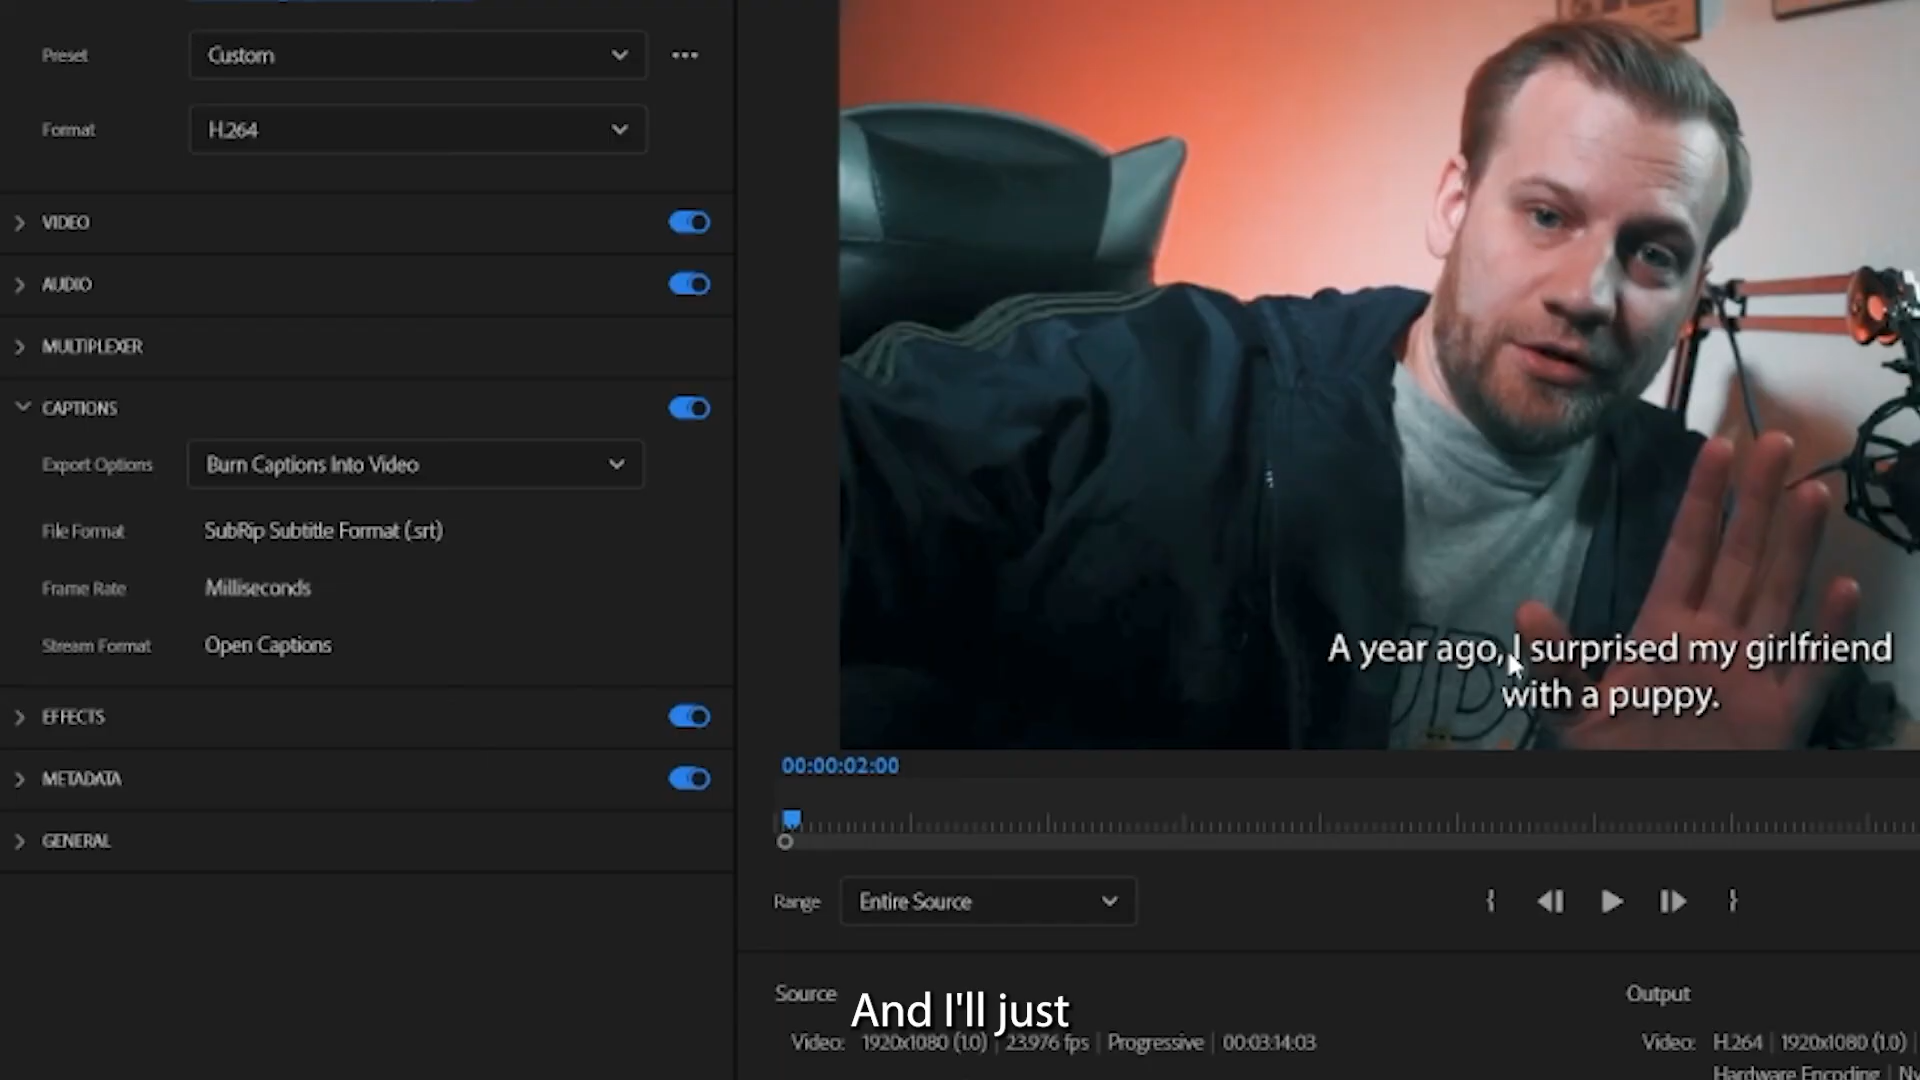 Preset
Custom
Format
H.264
VIDEO
AUDIO
MULTIPLEXER
CAPTIONS
Export Options
Burn Captions Into Video
File Format
SubRip Subtitle Format (.srt)
Frame Rate
Milliseconds
Stream Format
Open Captions
EFFECTS
METADATA
GENERAL
A year ago, I surprised my girlfriend
with a puppy.
00:00:02:00
Range
Entire Source
Source
Output
And I'll just
Video: 1920x1080 (1.0) | 23.976 fps | Progressive | 00:03:14:03
Video: H.264 | 1920x1080 (1.0) |
Hardware Encoding |